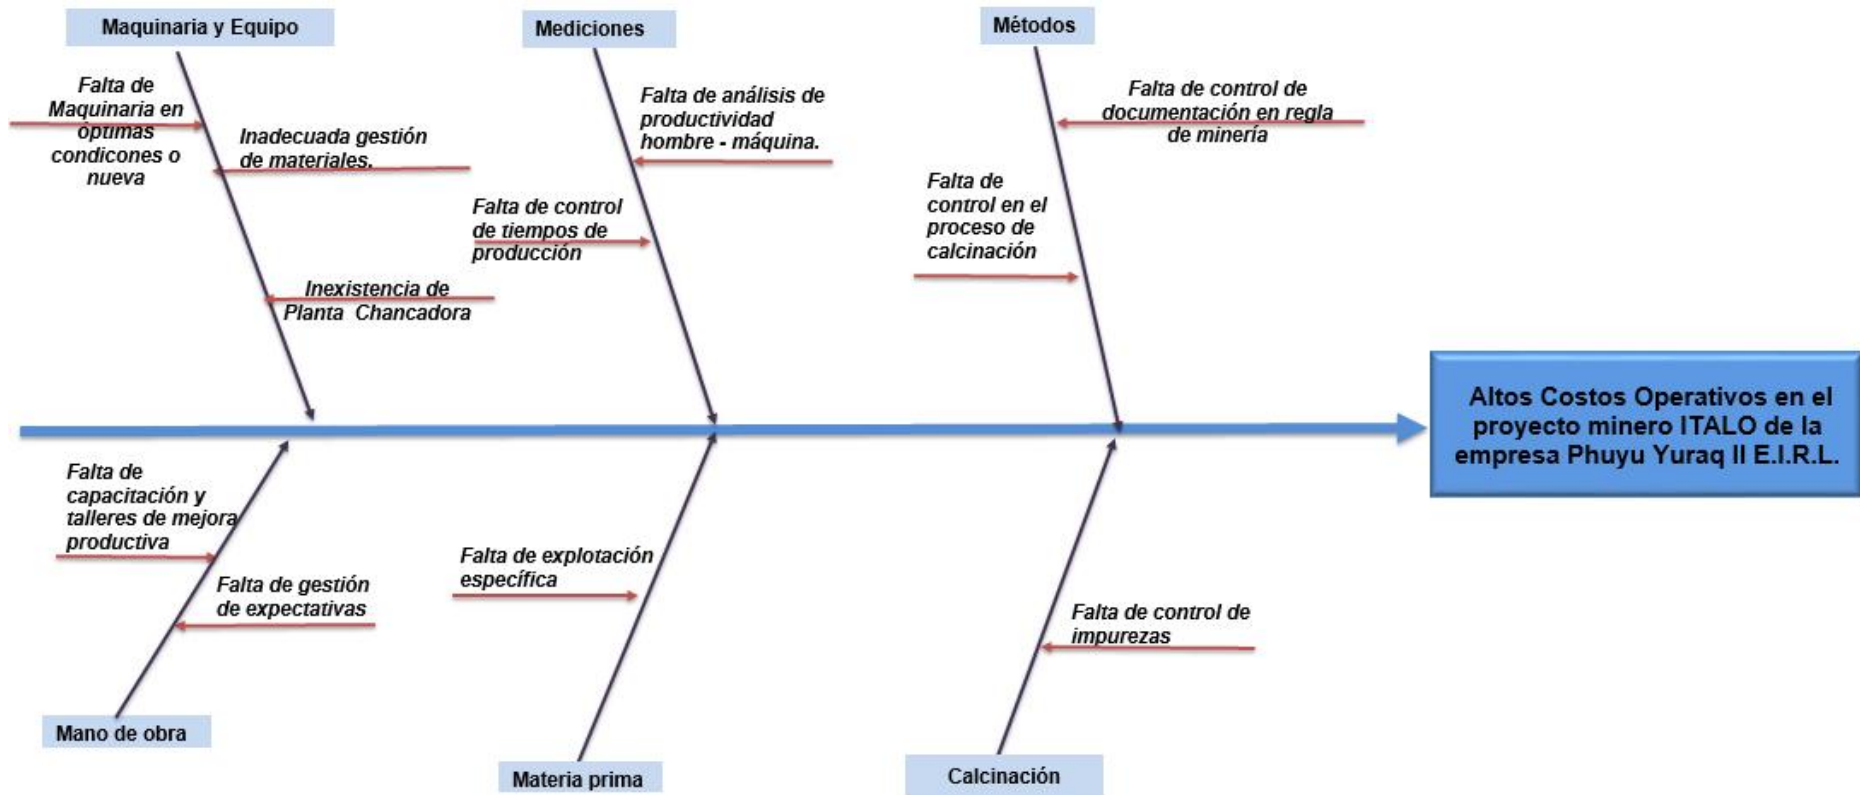 Maquinaria y Equipo
Mediciones
Métodos
Falta de
Maquinaria en
óptimas
condicones o
nueva
Inadecuada gestión
de materiales.
Inexistencia de
Planta Chancadora
Falta de análisis de
productividad
hombre - máquina.
Falta de control
de tiempos de
producción
Falta de control de
documentación en regla
de minería
Falta de
control en el
proceso de
calcinación
Altos Costos Operativos en el
proyecto minero ITALO de la
empresa Phuyu Yuraq II E.I.R.L.
Falta de
capacitación y
talleres de mejora
productiva
Falta de gestión
de expectativas
Falta de explotación
específica
Falta de control de
impurezas
Mano de obra
Materia prima
Calcinación